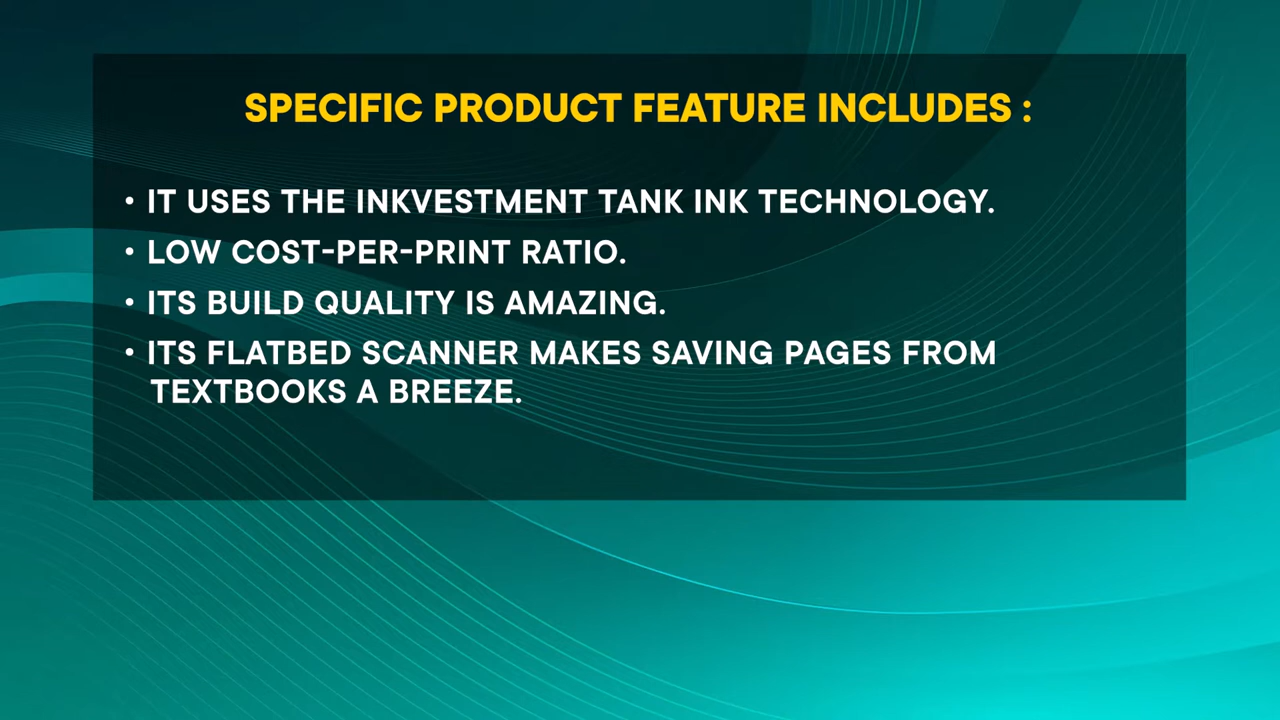 SPECIFIC PRODUCT FEATURE INCLUDES :
• IT USES THE INKVESTMENT TANK INK TECHNOLOGY.
• LOW COST-PER-PRINT RATIO.
• ITS BUILD QUALITY IS AMAZING.
• ITS FLATBED SCANNER MAKES SAVING PAGES FROM
TEXTBOOKS A BREEZE.